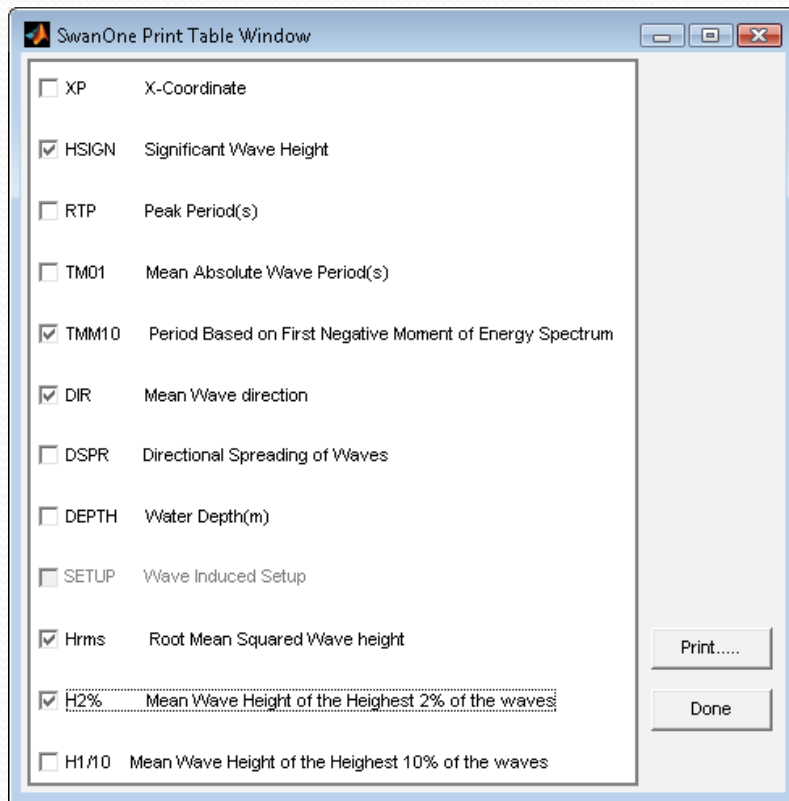 SwanOne Print Table Window
XP X-Coordinate
HSIGN Significant Wave Height
RTP Peak Period(s)
TM01 Mean Absolute Wave Period(s)
TMM10 Period Based on First Negative Moment of Energy Spectrum
DIR Mean Wave direction
DSPR Directional Spreading of Waves
DEPTH Water Depth(m)
SETUP Wave Induced Setup
Hrms Root Mean Squared Wave height
Print.....
H2% Mean Wave Height of the Heighest 2% of the waves
Done
H1/10 Mean Wave Height of the Heighest 10% of the waves